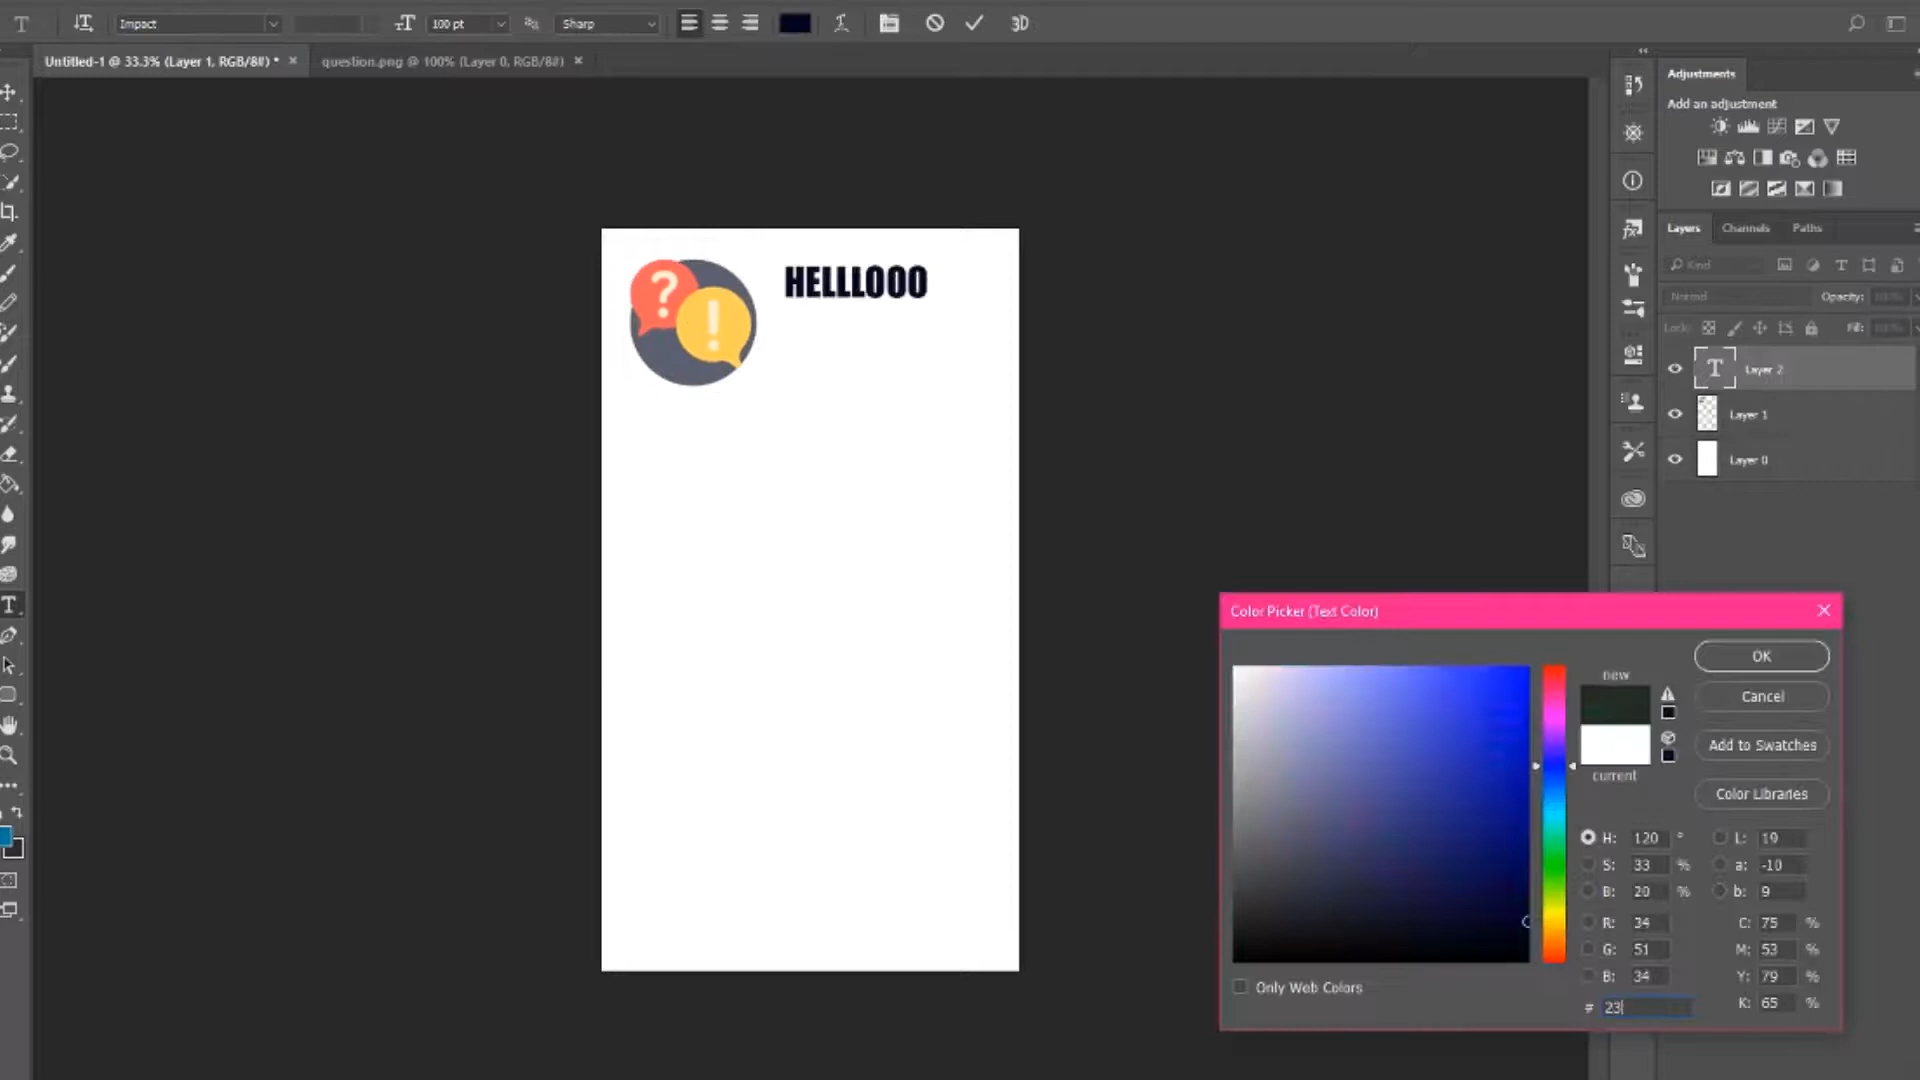 T Impact 100 pt Sharp 3D
Untitled-1 @ 33.3% (Layer 1, RGB/8#) * × question.png @ 100% (Layer 0, RGB/8#) ×
Adjustments
Add an adjustment
Layers Channels Paths
Kind
Normal Opacity: 100%
Lock: Fill: 100%
T Layer 2
Layer 1
Layer 0
? !
HELLLOOO
Color Picker (Text Color)
new
current
OK
Cancel
Add to Swatches
Color Libraries
H: 120 ° L: 19
S: 33 % a: -10
B: 20 % b: 9
R: 34 C: 75 %
G: 51 M: 53 %
B: 34 Y: 79 %
# 23 K: 65 %
Only Web Colors